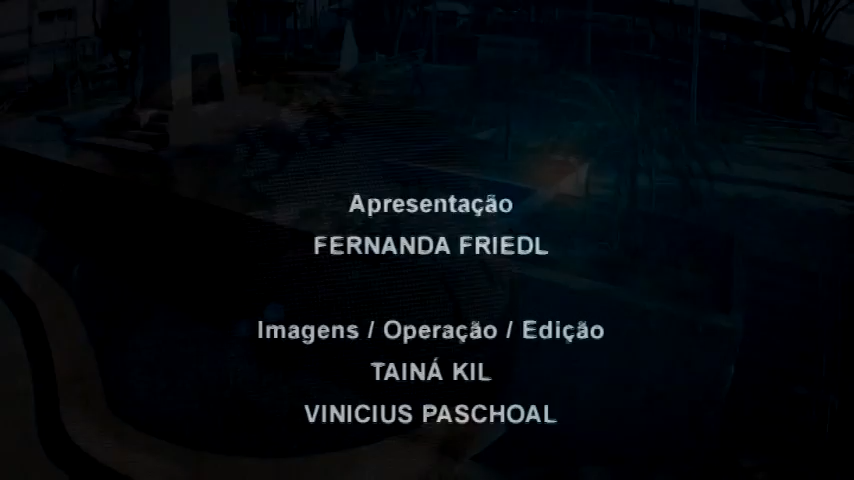 Apresentação
FERNANDA FRIEDL
Imagens / Operação / Edição
TAINÁ KIL
VINICIUS PASCHOAL